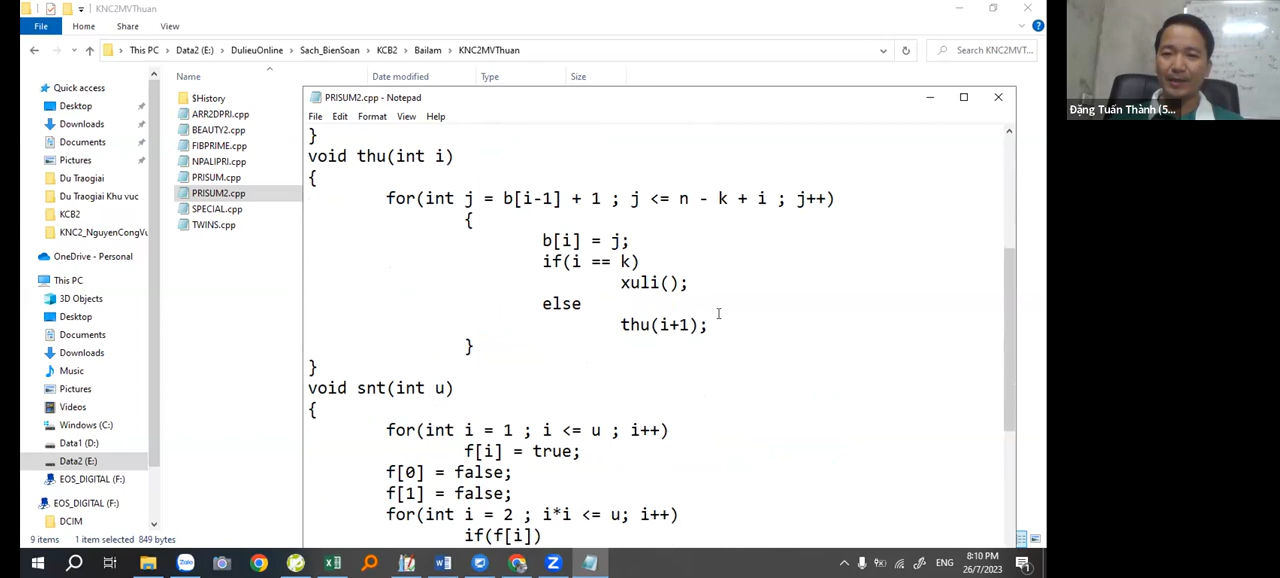 KNC2MVThuan
File
Home
Share
View
This PC
Data2 (E:)
DulieuOnline
Sach_BienSoan
KCB2
Bailam
KNC2MVThuan
Search KNC2MVT...
Name
Date modified
Type
Size
Quick access
Desktop
Downloads
Documents
Pictures
Du Traogiai
Du Traogiai Khu vuc
KCB2
KNC2_NguyenCongVu
OneDrive - Personal
This PC
3D Objects
Desktop
Documents
Downloads
Music
Pictures
Videos
Windows (C:)
Data1 (D:)
Data2 (E:)
EOS_DIGITAL (F:)
EOS_DIGITAL (F:)
DCIM
$History
ARR2DPRI.cpp
BEAUTY2.cpp
FIBPRIME.cpp
NPALIPRI.cpp
PRISUM.cpp
PRISUM2.cpp
SPECIAL.cpp
TWINS.cpp
9 items
1 item selected 849 bytes
PRISUM2.cpp - Notepad
File
Edit
Format
View
Help
}
void thu(int i)
{
for(int j = b[i-1] + 1 ; j <= n - k + i ; j++)
{
b[i] = j;
if(i == k)
xuli();
else
thu(i+1);
}
}
void snt(int u)
{
for(int i = 1 ; i <= u ; i++)
f[i] = true;
f[0] = false;
f[1] = false;
for(int i = 2 ; i*i <= u; i++)
if(f[i])
Đặng Tuấn Thành (5...
Zalo
8:10 PM
26/7/2023